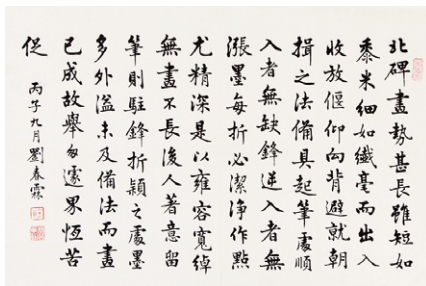 北碑畫勢甚長雖短如
黍米細如纖毫而出入
收放偃仰向背避就朝
揖之法備具起筆處順
入者無缺鋒逆入者無
漲墨每折必潔淨作點
尤精深是以雍容寬綽
無畫不長後人著意留
筆則駐鋒折穎之處墨
多外溢未及備法而畫
已成故舉匆遽果恆苦
促
丙子九月劉春霖